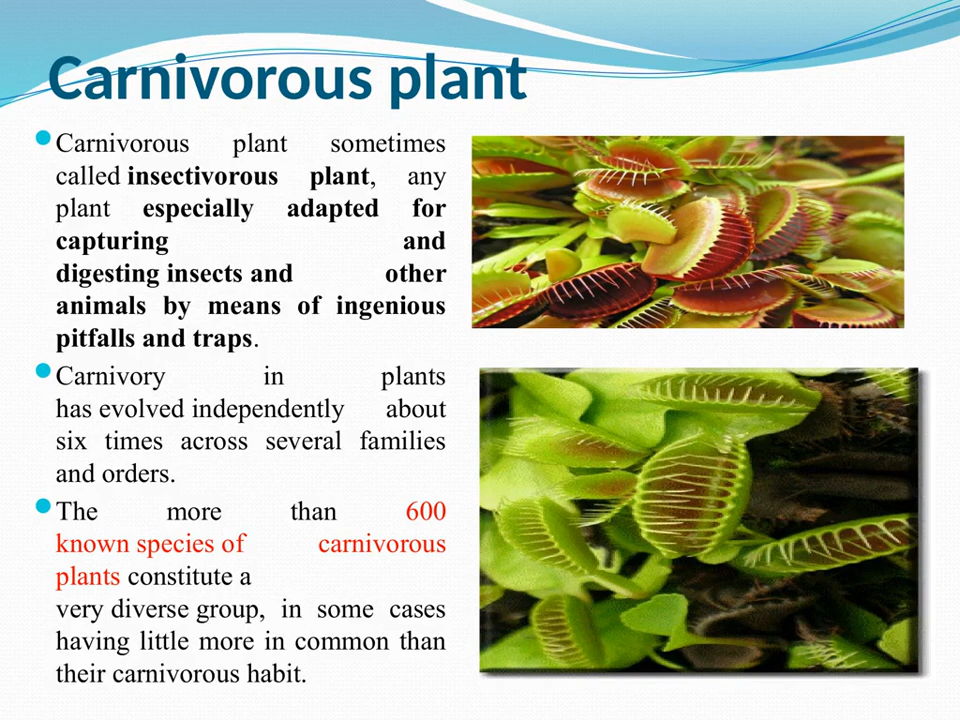 Carnivorous plant
Carnivorous plant sometimes
called insectivorous plant, any
plant especially adapted for
capturing and
digesting insects and other
animals by means of ingenious
pitfalls and traps.
Carnivory in plants
has evolved independently about
six times across several families
and orders.
The more than 600
known species of carnivorous
plants constitute a
very diverse group, in some cases
having little more in common than
their carnivorous habit.